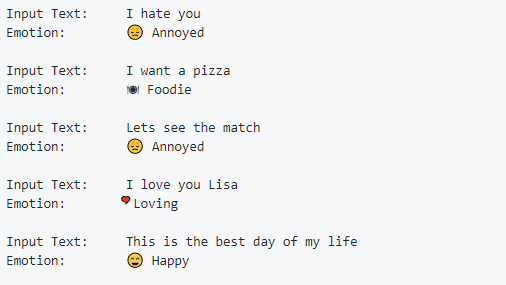 Input Text: I hate you
Emotion: 😞 Annoyed
Input Text: I want a pizza
Emotion: 🍽 Foodie
Input Text: Lets see the match
Emotion: 😞 Annoyed
Input Text: I love you Lisa
Emotion: ❤ Loving
Input Text: This is the best day of my life
Emotion: 😄 Happy